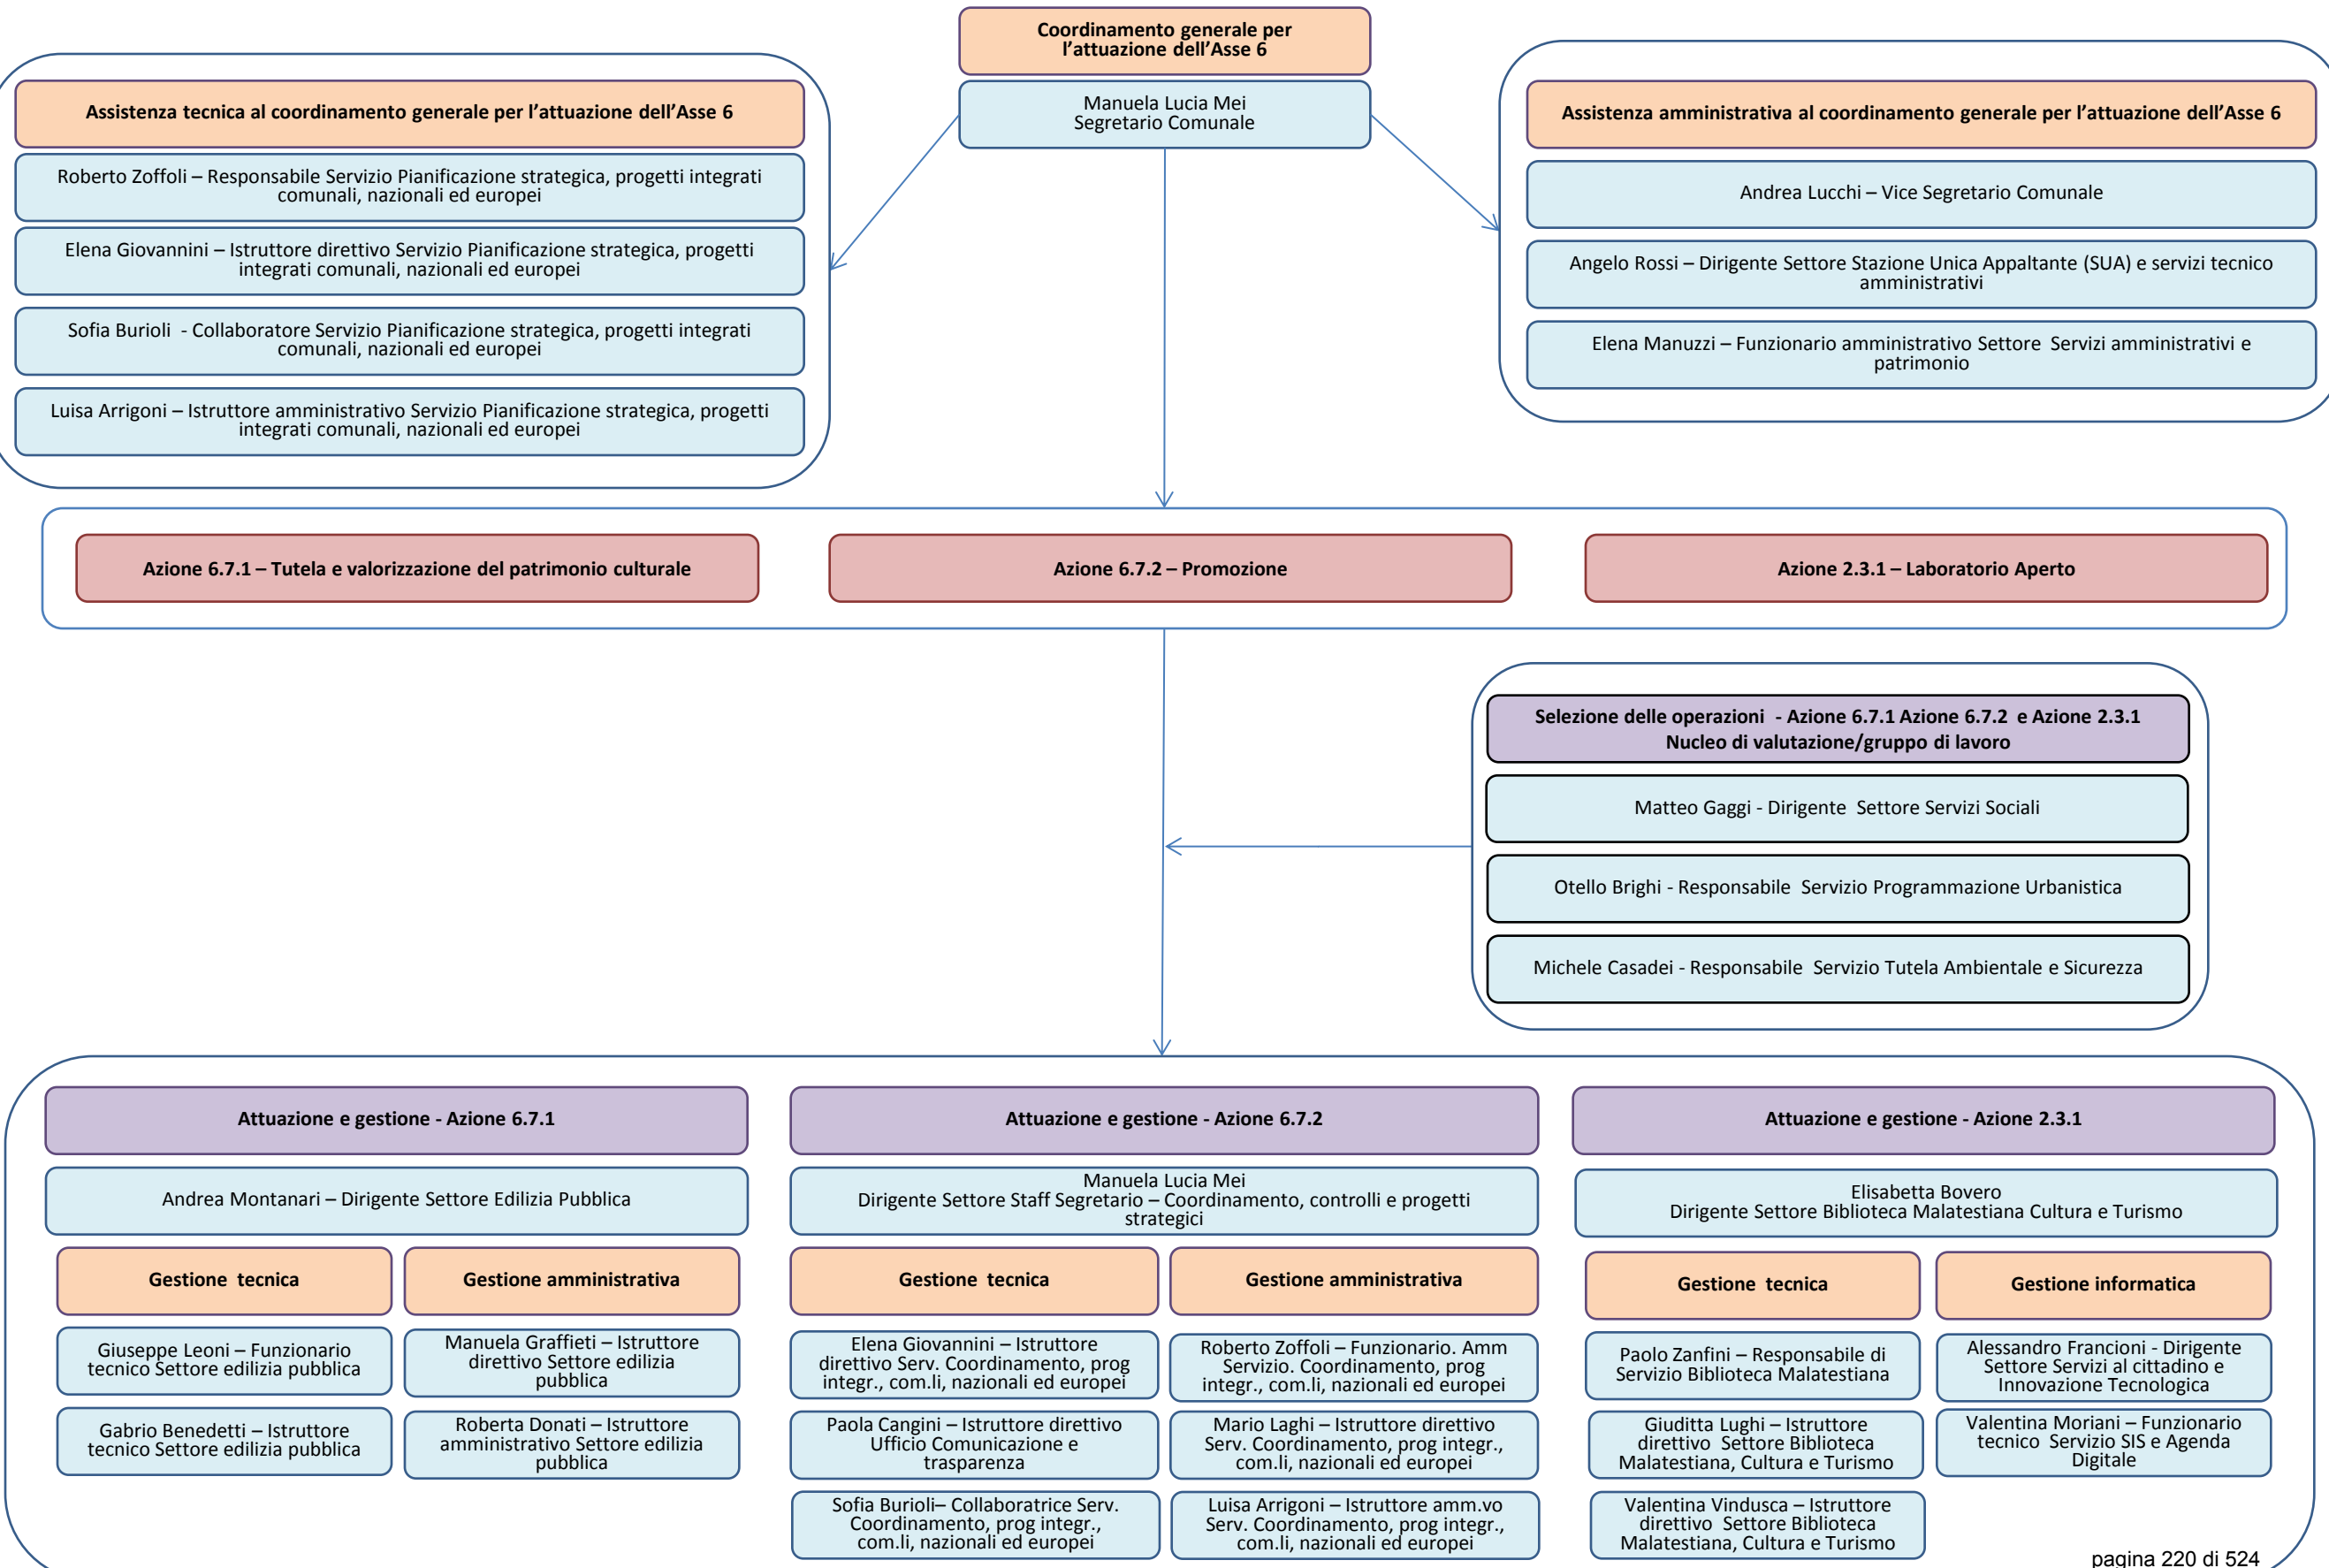 Coordinamento generale per
l'attuazione dell'Asse 6
Manuela Lucia Mei
Segretario Comunale
Assistenza tecnica al coordinamento generale per l'attuazione dell'Asse 6
Roberto Zoffoli – Responsabile Servizio Pianificazione strategica, progetti integrati
comunali, nazionali ed europei
Elena Giovannini – Istruttore direttivo Servizio Pianificazione strategica, progetti
integrati comunali, nazionali ed europei
Sofia Burioli - Collaboratore Servizio Pianificazione strategica, progetti integrati
comunali, nazionali ed europei
Luisa Arrigoni – Istruttore amministrativo Servizio Pianificazione strategica, progetti
integrati comunali, nazionali ed europei
Assistenza amministrativa al coordinamento generale per l'attuazione dell'Asse 6
Andrea Lucchi – Vice Segretario Comunale
Angelo Rossi – Dirigente Settore Stazione Unica Appaltante (SUA) e servizi tecnico
amministrativi
Elena Manuzzi – Funzionario amministrativo Settore Servizi amministrativi e
patrimonio
Azione 6.7.1 – Tutela e valorizzazione del patrimonio culturale
Azione 6.7.2 – Promozione
Azione 2.3.1 – Laboratorio Aperto
Selezione delle operazioni - Azione 6.7.1 Azione 6.7.2 e Azione 2.3.1
Nucleo di valutazione/gruppo di lavoro
Matteo Gaggi - Dirigente Settore Servizi Sociali
Otello Brighi - Responsabile Servizio Programmazione Urbanistica
Michele Casadei - Responsabile Servizio Tutela Ambientale e Sicurezza
Attuazione e gestione - Azione 6.7.1
Andrea Montanari – Dirigente Settore Edilizia Pubblica
Gestione tecnica
Giuseppe Leoni – Funzionario
tecnico Settore edilizia pubblica
Gabrio Benedetti – Istruttore
tecnico Settore edilizia pubblica
Gestione amministrativa
Manuela Graffieti – Istruttore
direttivo Settore edilizia
pubblica
Roberta Donati – Istruttore
amministrativo Settore edilizia
pubblica
Attuazione e gestione - Azione 6.7.2
Manuela Lucia Mei
Dirigente Settore Staff Segretario – Coordinamento, controlli e progetti
strategici
Gestione tecnica
Elena Giovannini – Istruttore
direttivo Serv. Coordinamento, prog
integr., com.li, nazionali ed europei
Paola Cangini – Istruttore direttivo
Ufficio Comunicazione e
trasparenza
Sofia Burioli– Collaboratrice Serv.
Coordinamento, prog integr.,
com.li, nazionali ed europei
Gestione amministrativa
Roberto Zoffoli – Funzionario. Amm
Servizio. Coordinamento, prog
integr., com.li, nazionali ed europei
Mario Laghi – Istruttore direttivo
Serv. Coordinamento, prog integr.,
com.li, nazionali ed europei
Luisa Arrigoni – Istruttore amm.vo
Serv. Coordinamento, prog integr.,
com.li, nazionali ed europei
Attuazione e gestione - Azione 2.3.1
Elisabetta Bovero
Dirigente Settore Biblioteca Malatestiana Cultura e Turismo
Gestione tecnica
Paolo Zanfini – Responsabile di
Servizio Biblioteca Malatestiana
Giuditta Lughi – Istruttore
direttivo Settore Biblioteca
Malatestiana, Cultura e Turismo
Valentina Vindusca – Istruttore
direttivo Settore Biblioteca
Malatestiana, Cultura e Turismo
Gestione informatica
Alessandro Francioni - Dirigente
Settore Servizi al cittadino e
Innovazione Tecnologica
Valentina Moriani – Funzionario
tecnico Servizio SIS e Agenda
Digitale
pagina 220 di 524